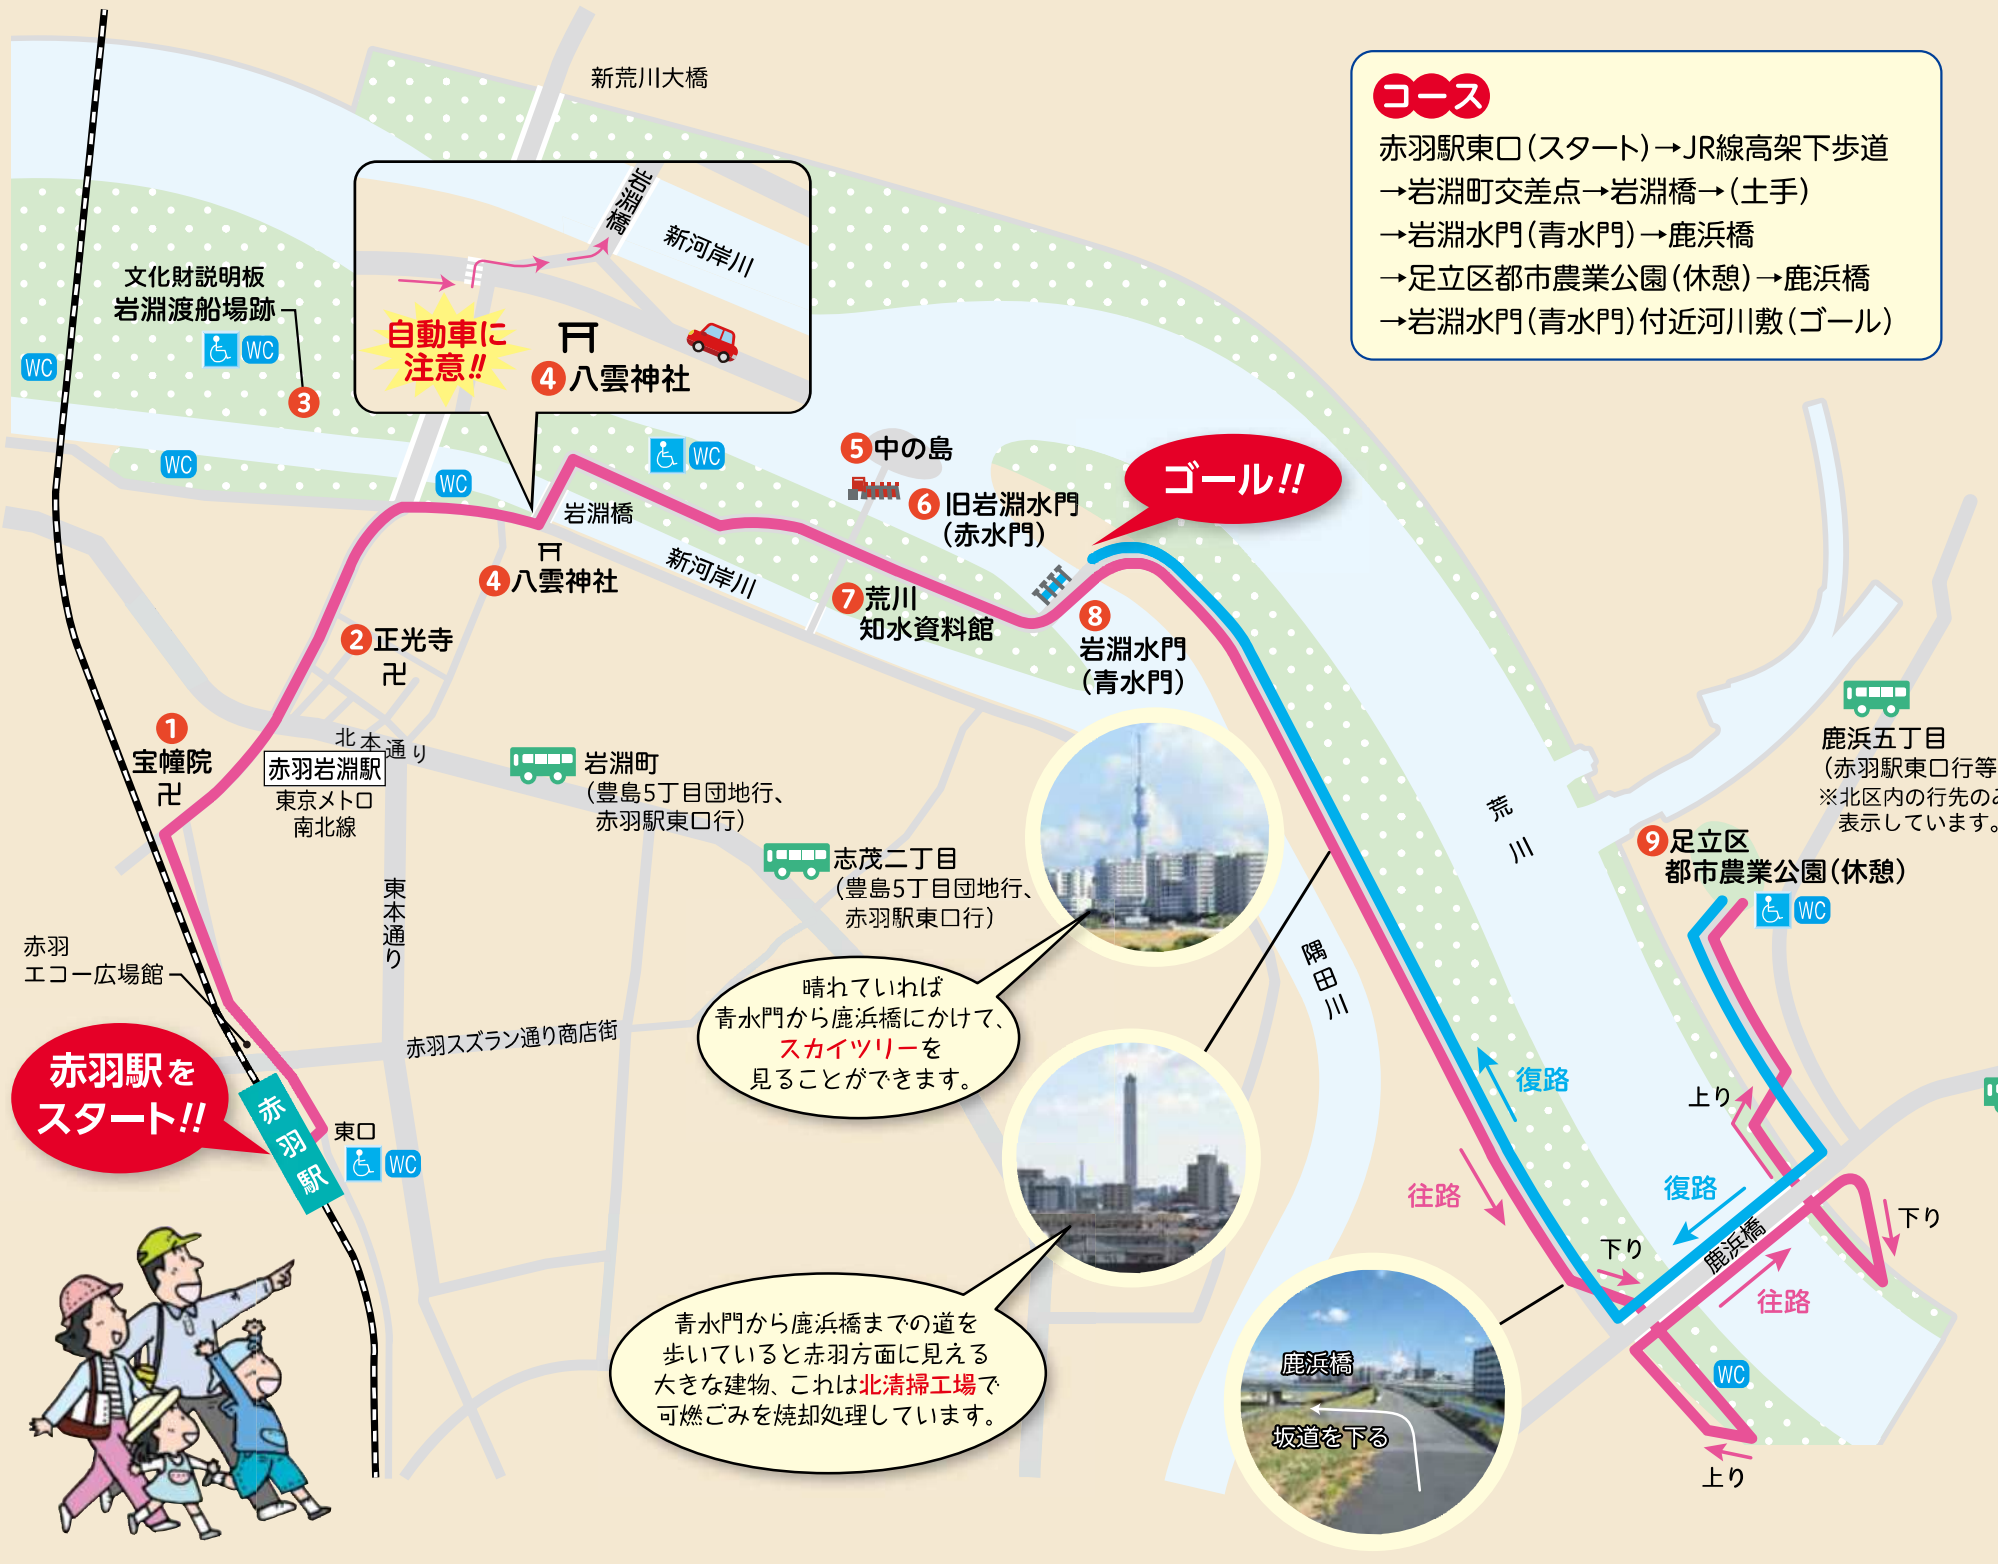 新荒川大橋
コース
赤羽駅東口(スタート)→JR線高架下歩道
→岩淵町交差点→岩淵橋→(土手)
→岩淵水門(青水門)→鹿浜橋
→足立区都市農業公園(休憩)→鹿浜橋
→岩淵水門(青水門)付近河川敷(ゴール)
岩淵橋
新河岸川
自動車に
注意!!
4 八雲神社
文化財説明板
岩淵渡船場跡
WC
WC
3
WC
WC
WC
5 中の島
6 旧岩淵水門
(赤水門)
ゴール!!
岩淵橋
新河岸川
4 八雲神社
7 荒川
知水資料館
8
岩淵水門
(青水門)
2 正光寺
卍
1
宝幢院
卍
北本通り
赤羽岩淵駅
東京メトロ
南北線
岩淵町
(豊島5丁目団地行、
赤羽駅東口行)
志茂二丁目
(豊島5丁目団地行、
赤羽駅東口行)
鹿浜五丁目
(赤羽駅東口行等
※北区内の行先のみ
表示しています。
荒川
9 足立区
都市農業公園(休憩)
WC
東本通り
赤羽
エコー広場館
赤羽スズラン通り商店街
隅田川
晴れていれば
青水門から鹿浜橋にかけて、
スカイツリーを
見ることができます。
赤羽駅を
スタート!!
赤羽駅
東口
WC
復路
往路
上り
復路
下り
鹿浜橋
往路
下り
WC
上り
青水門から鹿浜橋までの道を
歩いていると赤羽方面に見える
大きな建物、これは北清掃工場で
可燃ごみを焼却処理しています。
鹿浜橋
坂道を下る